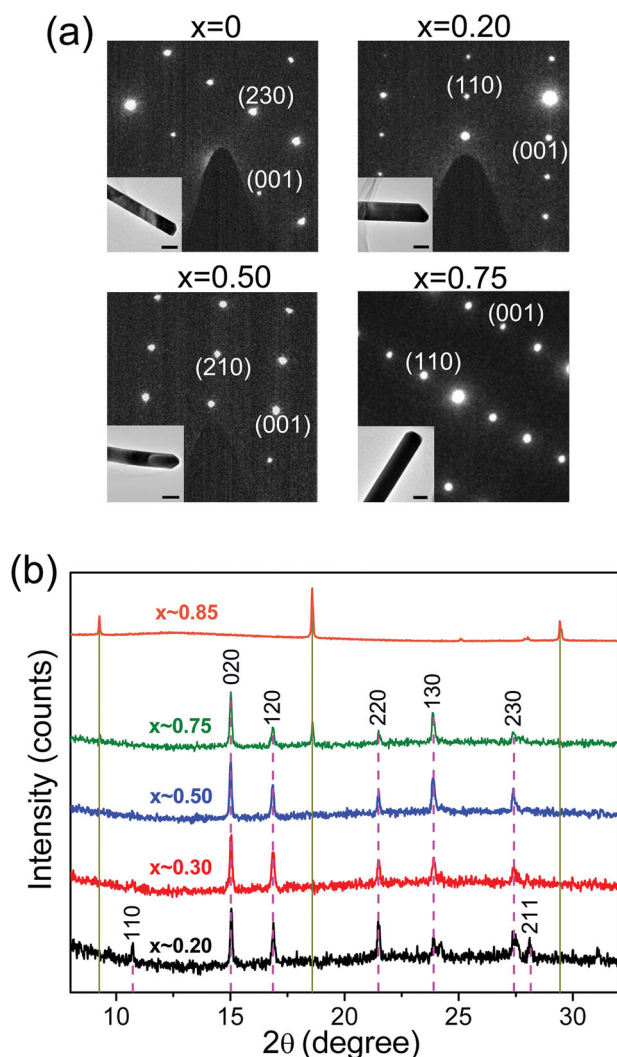 (a)
x=0
x=0.20
(230)
(001)
(110)
(001)
x=0.50
x=0.75
(210)
(001)
(001)
(110)
(b)
Intensity (counts)
x~0.85
x~0.75
020
120
220
130
230
x~0.50
x~0.30
x~0.20
110
211
10
15
20
25
30
2θ (degree)